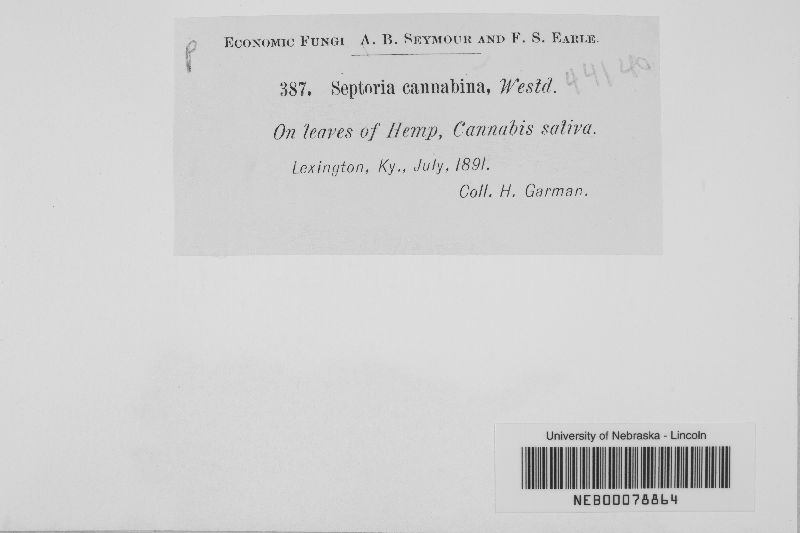 P
ECONOMIC FUNGI A. B. SEYMOUR AND F. S. EARLE.
387. Septoria cannabina, Westd. 44140
On leaves of Hemp, Cannabis sativa.
Lexington, Ky., July, 1891.
Coll. H. Garman.
University of Nebraska - Lincoln
NEB00078864